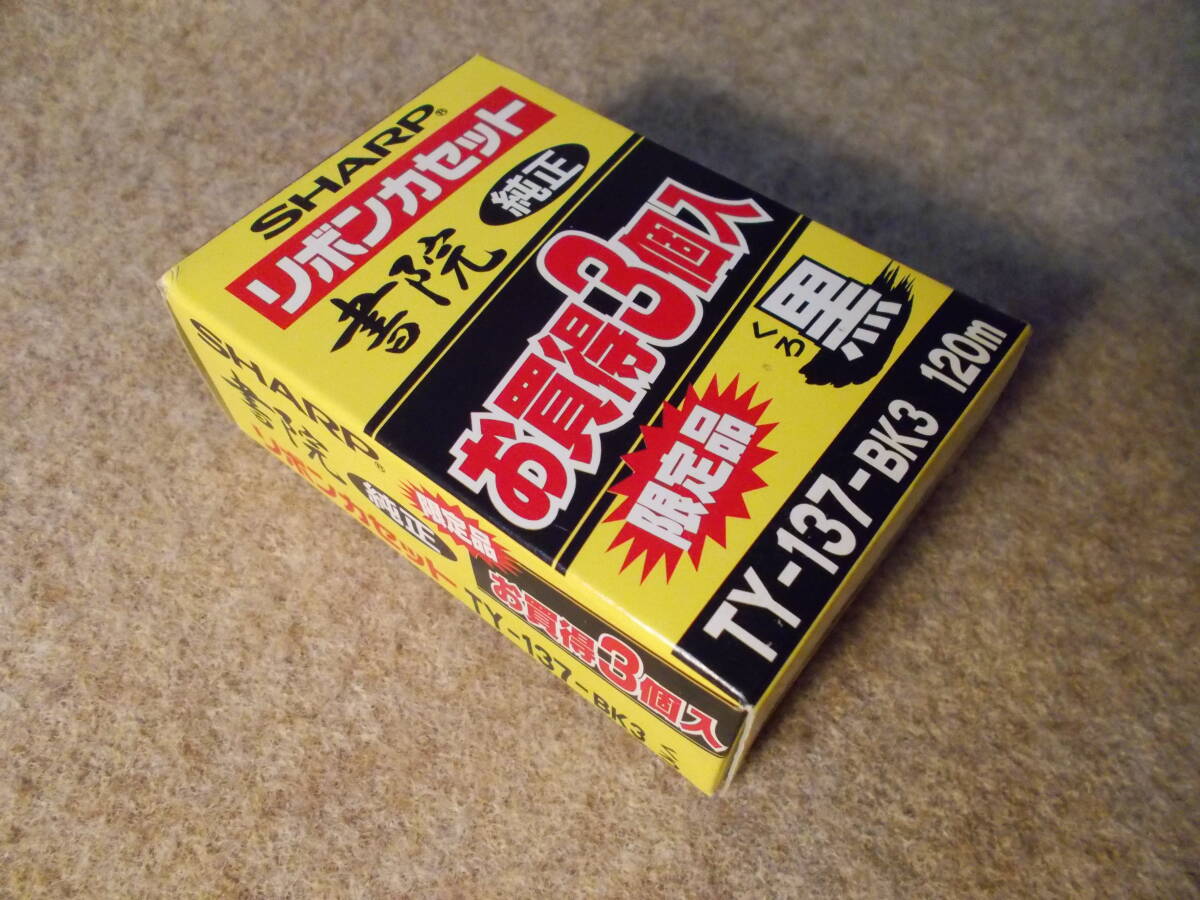 SHARP®
リボンカセット
書院 純正
お買得3個入
くろ
黒
限定品
TY-137-BK3 120m
SHARP®
書院
リボンカセット
純正
限定品
お買得3個入
TY-137-BK3 くろ